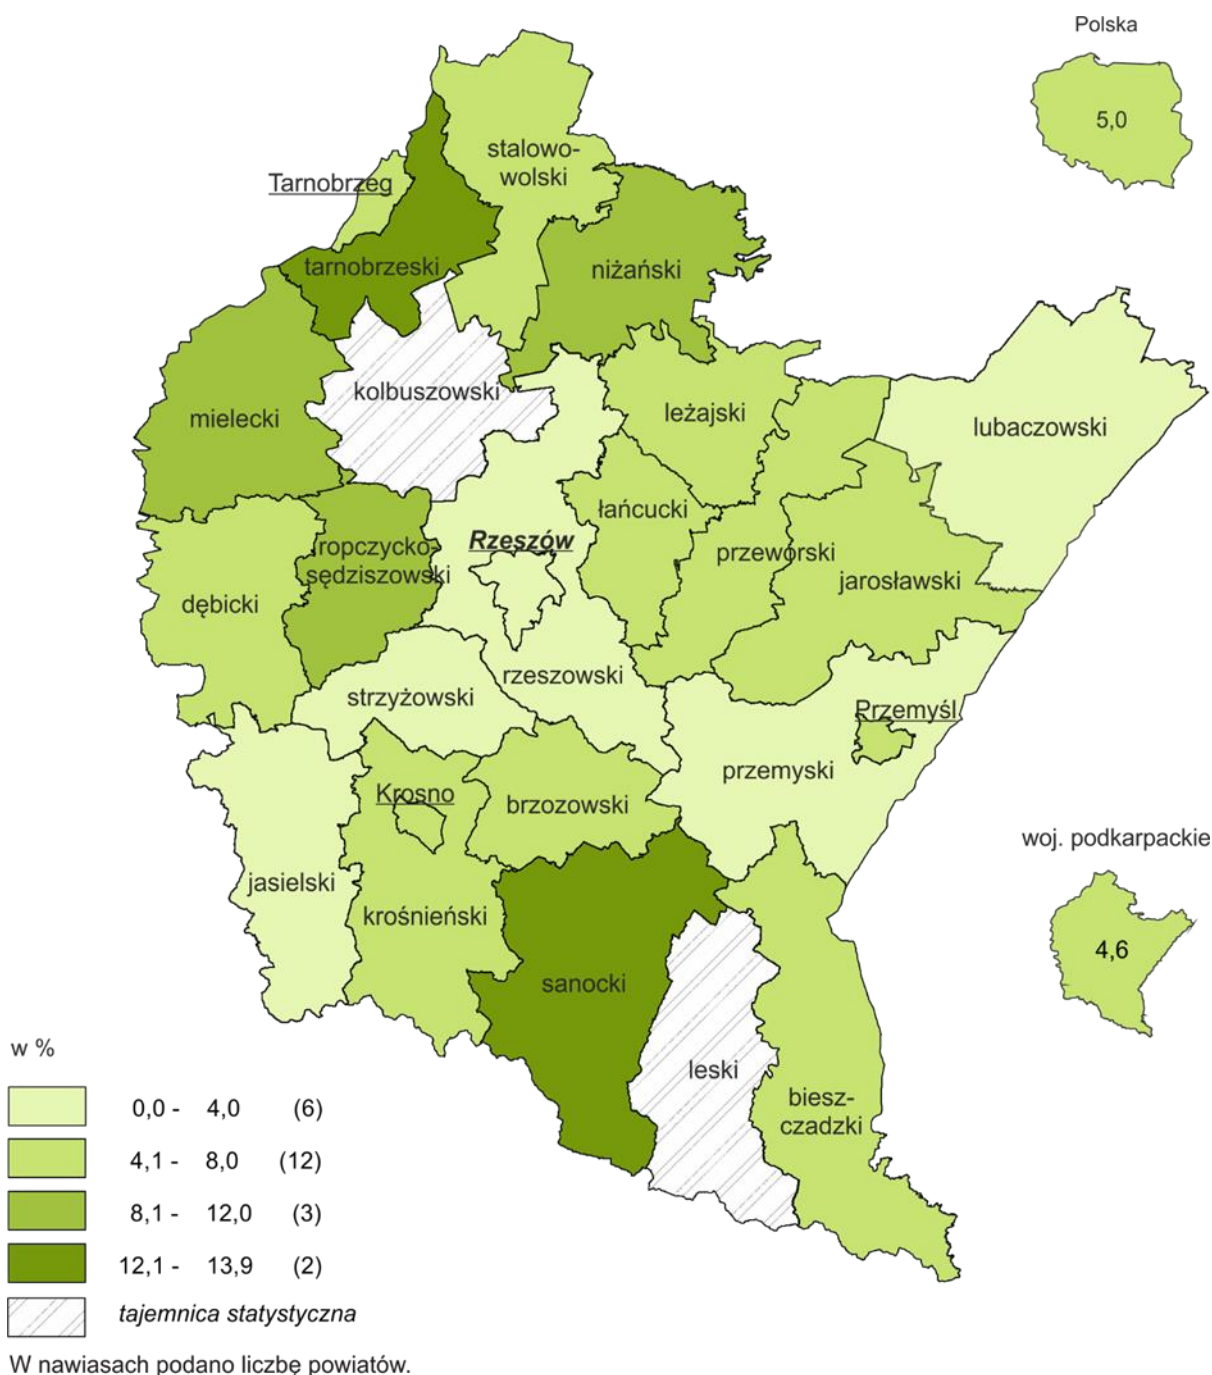 Polska
5,0
stalowo-
wolski
Tarnobrzeg
tarnobrzeski
niżański
kolbuszowski
mielecki
leżajski
lubaczowski
łańcucki
Rzeszów
ropczycko-
sędziszowski
przeworski
jarosławski
dębicki
rzeszowski
strzyżowski
Przemyśl
przemyski
Krosno
brzozowski
woj. podkarpackie
4,6
jasielski
krośnieński
sanocki
leski
biesz-
czadzki
w %
0,0 - 4,0 (6)
4,1 - 8,0 (12)
8,1 - 12,0 (3)
12,1 - 13,9 (2)
tajemnica statystyczna
W nawiasach podano liczbę powiatów.